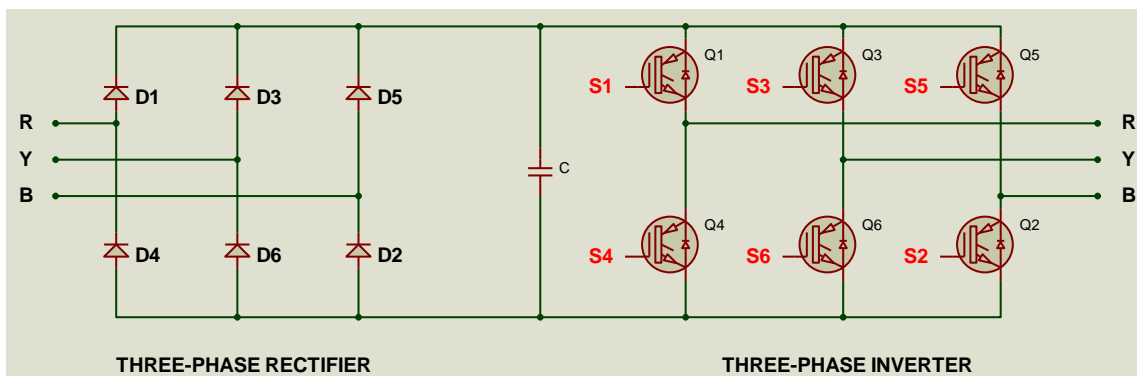 Q1 Q3 Q5
S1 S3 S5
D1 D3 D5
R R
Y Y
C
B B
Q4 Q6 Q2
D4 D6 D2 S4 S6 S2
THREE-PHASE RECTIFIER THREE-PHASE INVERTER